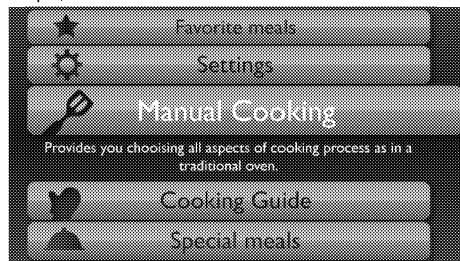 Favorite meals
Settings
Manual Cooking
Provides you chooising all aspects of cooking process as in a
traditional oven.
Cooking Guide
Special meals